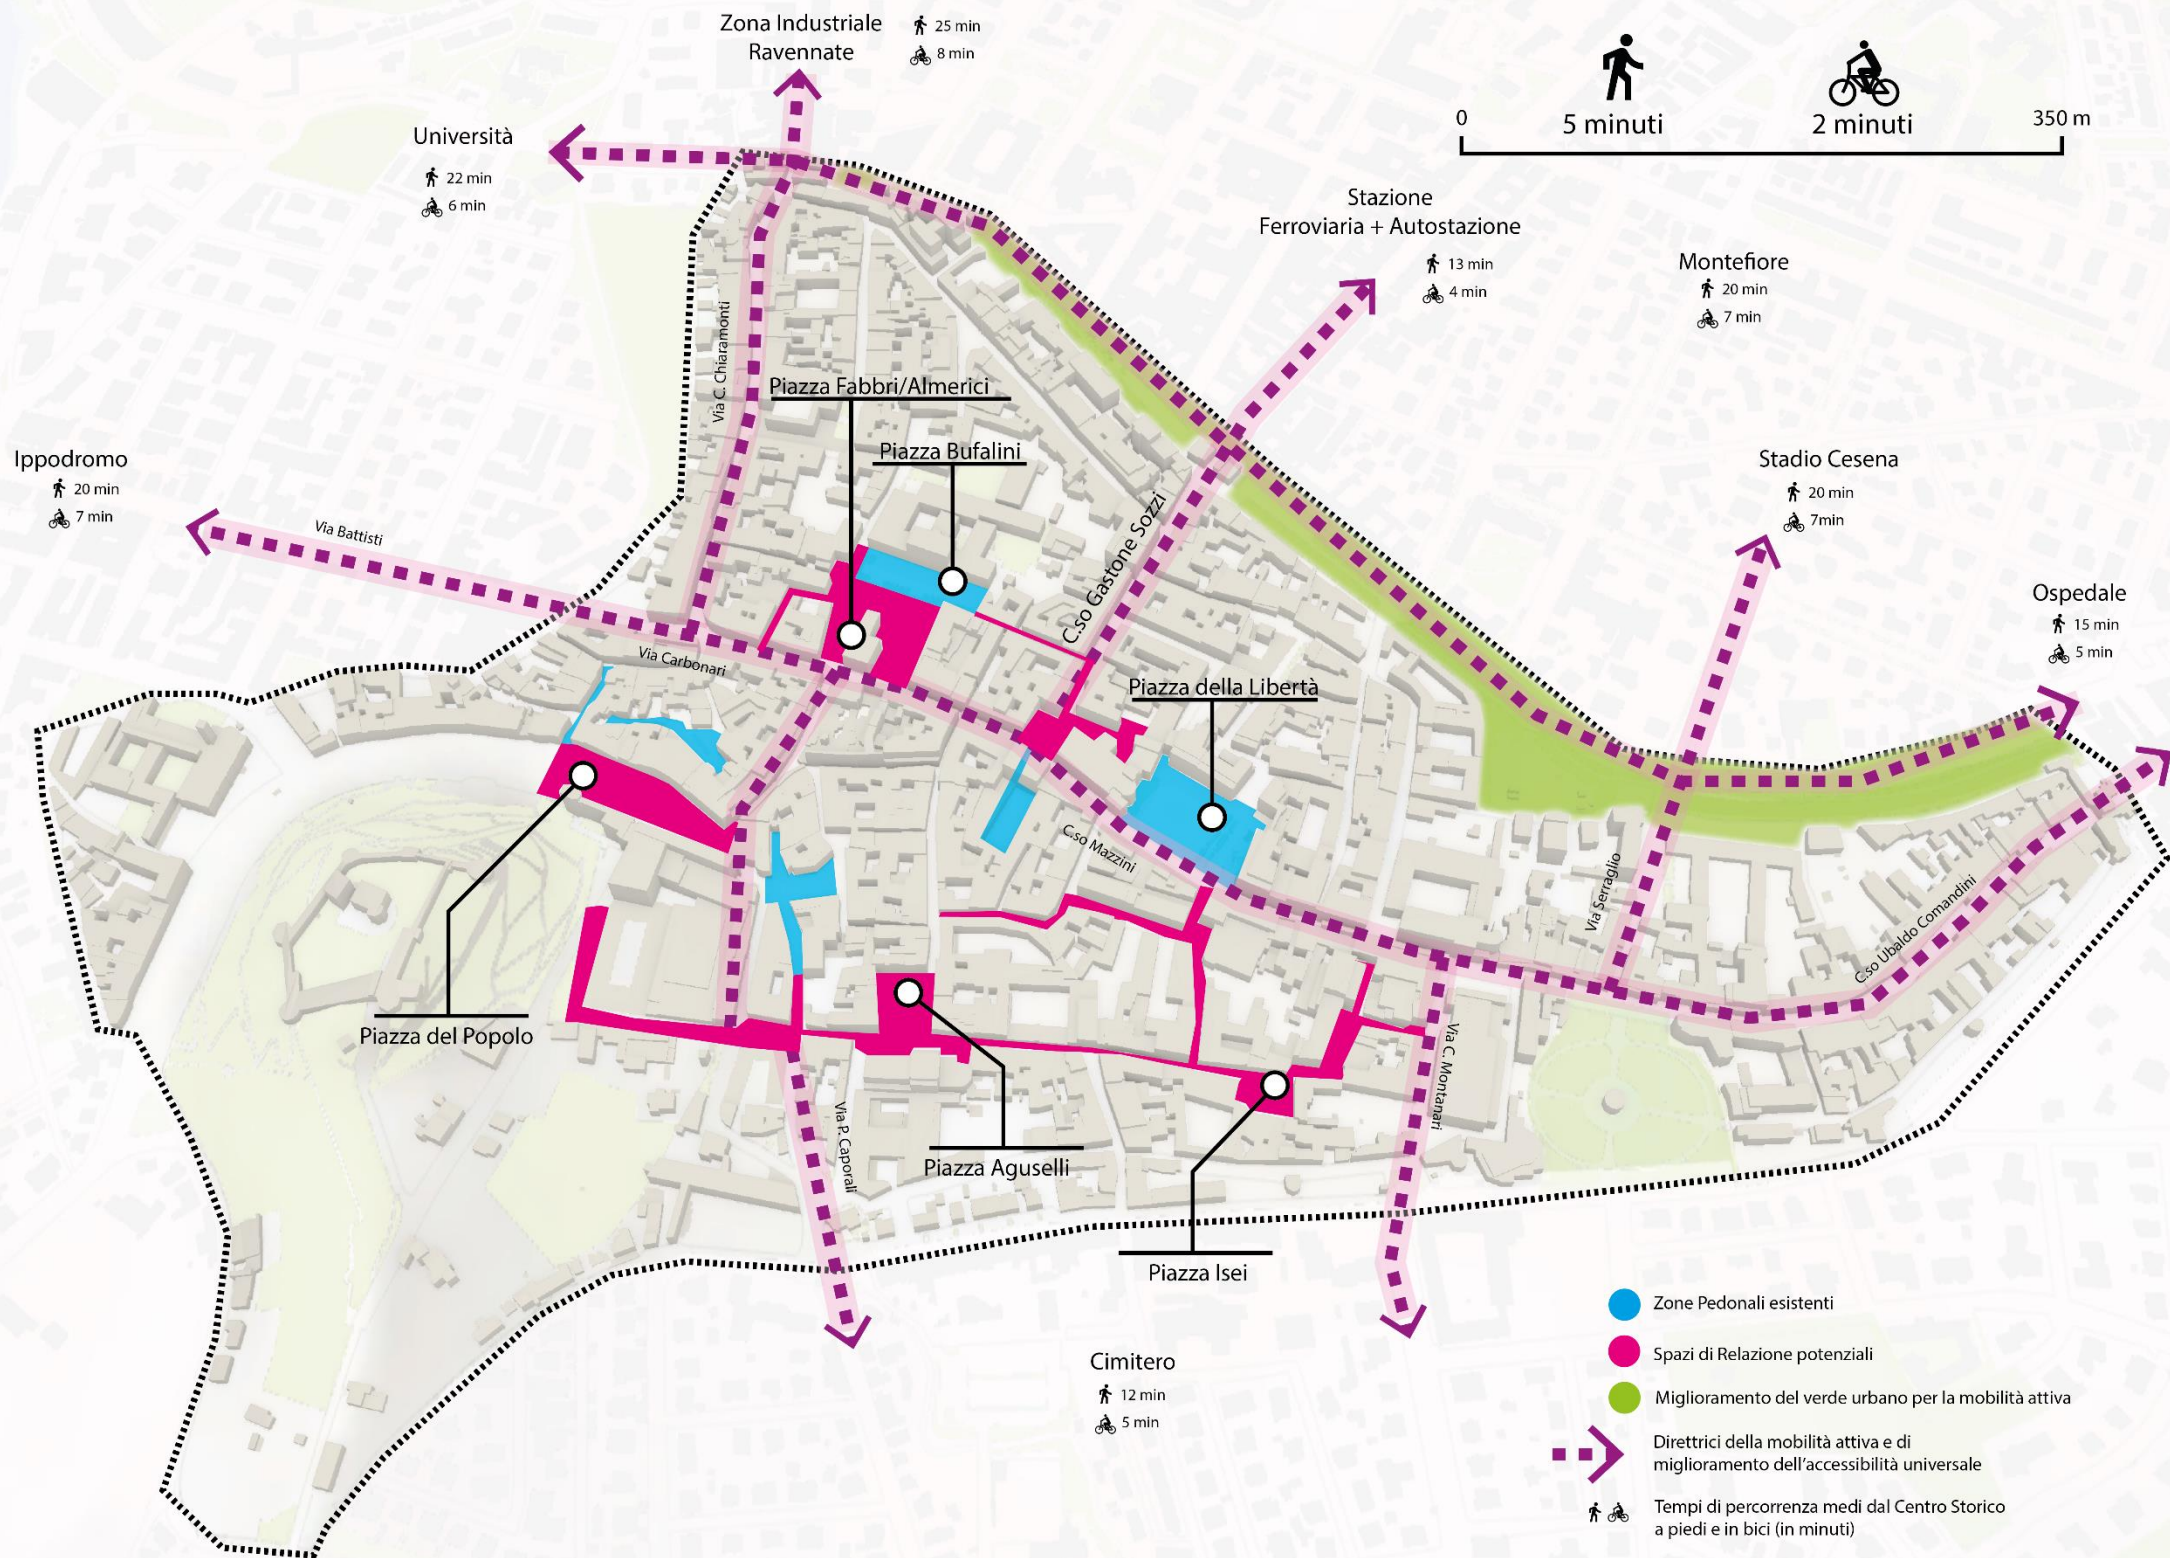 Zona Industriale
Ravennate
25 min
8 min
0
5 minuti
2 minuti
350 m
Università
22 min
6 min
Stazione
Ferroviaria + Autostazione
13 min
4 min
Montefiore
20 min
7 min
Via C. Chiaramonti
Piazza Fabbri/Almerici
Piazza Bufalini
Ippodromo
20 min
7 min
Via Battisti
C.so Gastone Sozzi
Stadio Cesena
20 min
7min
Ospedale
15 min
5 min
Via Carbonari
Piazza della Libertà
C.so Mazzini
Via Serraglio
C.so Ubaldo Comandini
Piazza del Popolo
Via C. Montanari
Via P. Caporali
Piazza Aguselli
Piazza Isei
Cimitero
12 min
5 min
Zone Pedonali esistenti
Spazi di Relazione potenziali
Miglioramento del verde urbano per la mobilità attiva
Direttrici della mobilità attiva e di
miglioramento dell'accessibilità universale
Tempi di percorrenza medi dal Centro Storico
a piedi e in bici (in minuti)